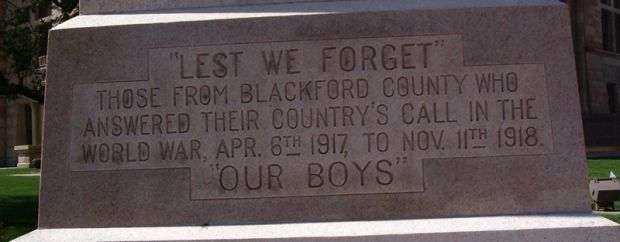 "LEST WE FORGET"
THOSE FROM BLACKFORD COUNTY WHO
ANSWERED THEIR COUNTRY'S CALL IN THE
WORLD WAR, APR. 6TH 1917, TO NOV. 11TH 1918.
"OUR BOYS"